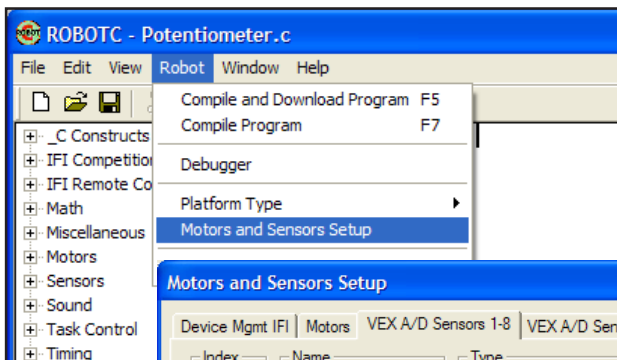 ROBOTC - Potentiometer.c
File Edit View Robot Window Help
Compile and Download Program F5
Compile Program F7
Debugger
Platform Type
Motors and Sensors Setup
_C Constructs
IFI Competitio
IFI Remote Co
Math
Miscellaneous
Motors
Sensors
Sound
Task Control
Timing
Motors and Sensors Setup
Device Mgmt IFI Motors VEX A/D Sensors 1-8 VEX A/D Sen
Index Name Type